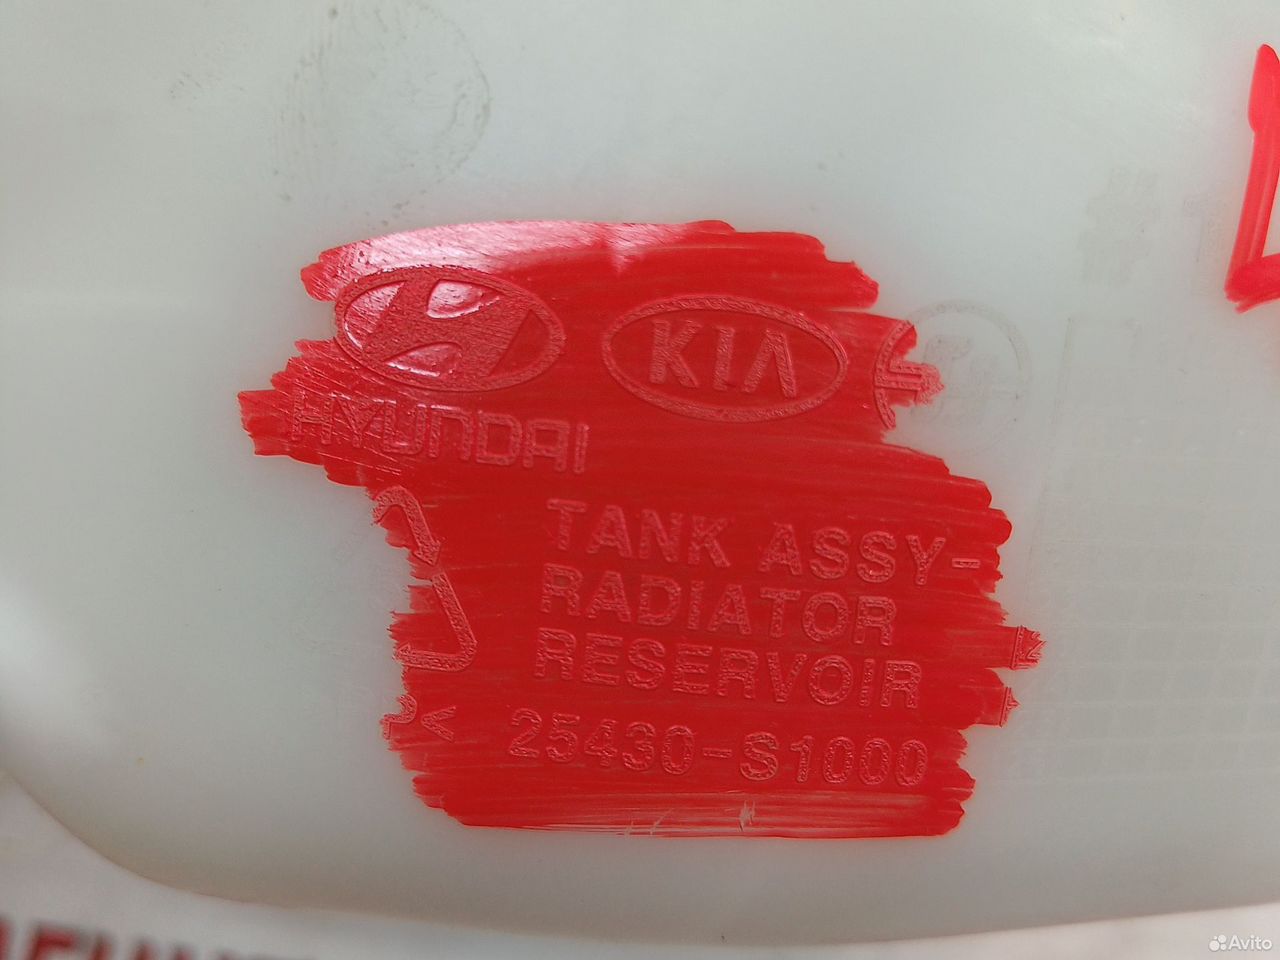 KIA
HYUNDAI
TANK ASSY-
RADIATOR
RESERVOIR
25430-S1000
Avito